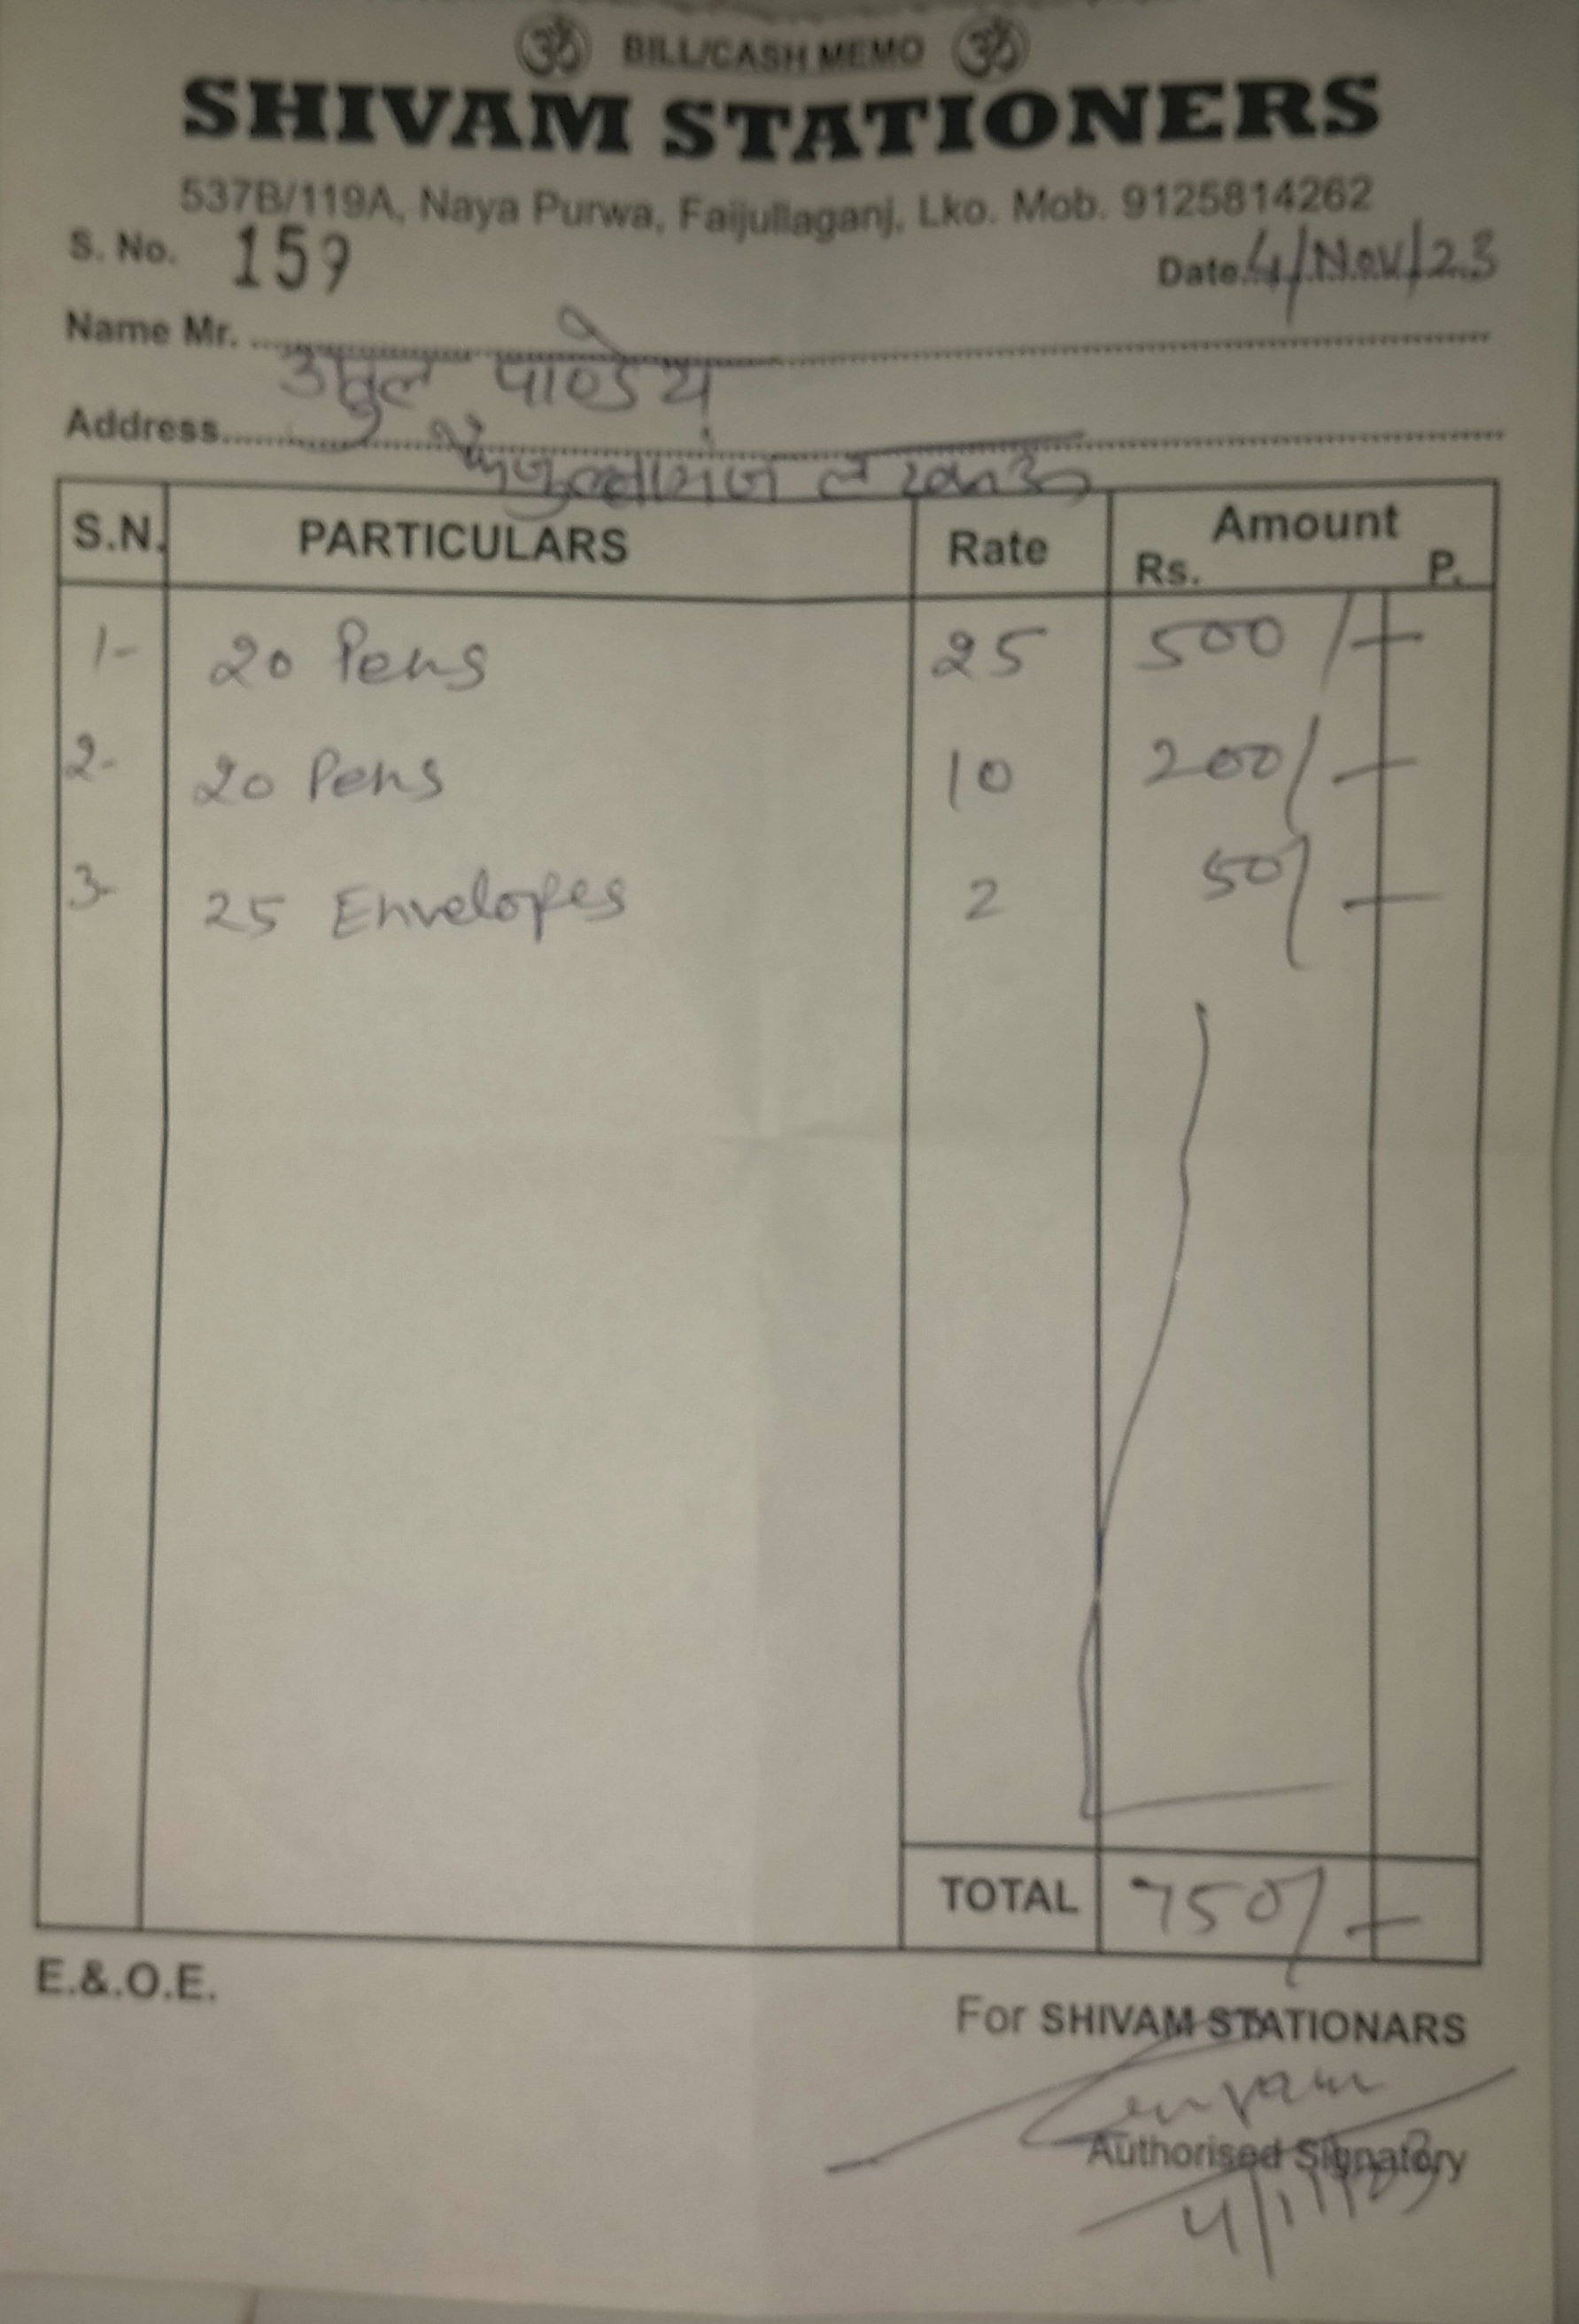 ॐ BILL/CASH MEMO ॐ
SHIVAM STATIONERS
537B/119A, Naya Purwa, Faijullaganj, Lko. Mob. 9125814262
S. No. 159 Date 4/Nov/23
Name Mr. अतुल पाण्डेय
Address फैजुल्लागंज लखनऊ
S.N. PARTICULARS Rate Amount
Rs. P.
1- 20 Pens 25 500/-
2- 20 Pens 10 200/-
3- 25 Envelopes 2 50/-
TOTAL 750/-
E.&.O.E.
For SHIVAM STATIONARS
Authorised Signatory
4/11/23